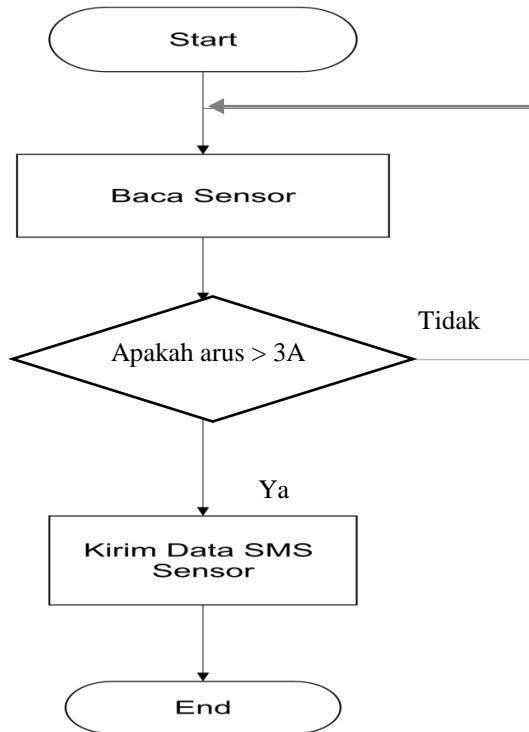 Start
Baca Sensor
Tidak
Apakah arus > 3A
Ya
Kirim Data SMS
Sensor
End